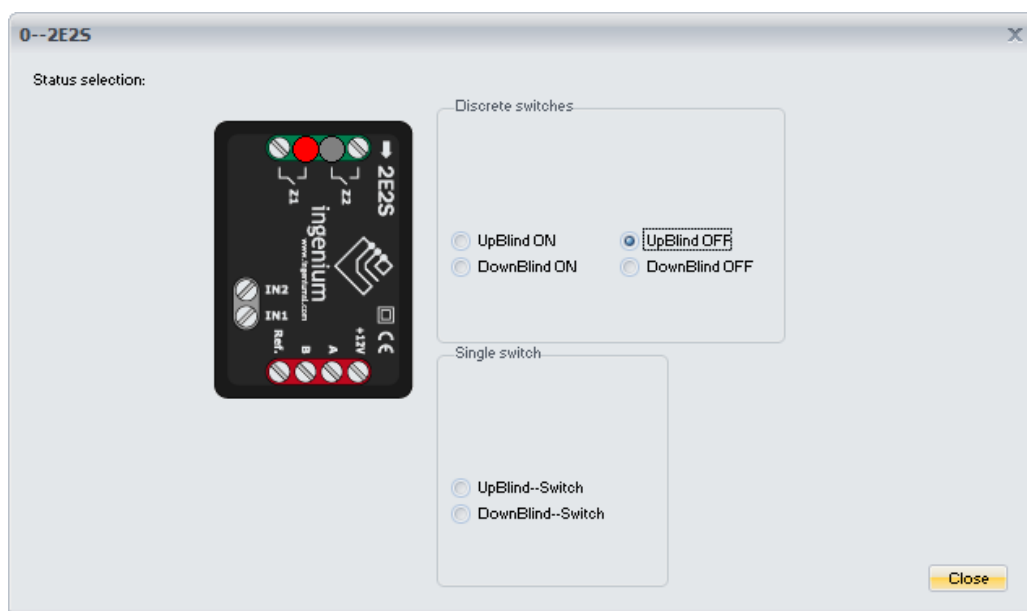 0--2E2S
X
Status selection:
2E2S
Z1
Z2
ingenium
www.ingeniumsl.com
IN2
IN1
Ref.
B
A
+12V
CE
Discrete switches
UpBlind ON
UpBlind OFF
DownBlind ON
DownBlind OFF
Single switch
UpBlind--Switch
DownBlind--Switch
Close